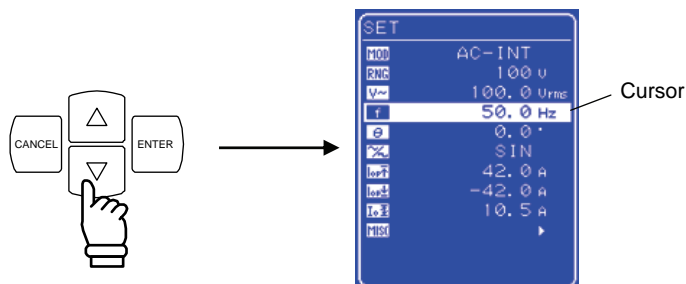 SET
MOD AC-INT
RNG 100 V
V~ 100.0 Vrms
f 50.0 Hz
θ 0.0 °
SIN
42.0 A
-42.0 A
10.5 A
MISC
Cursor
CANCEL
ENTER